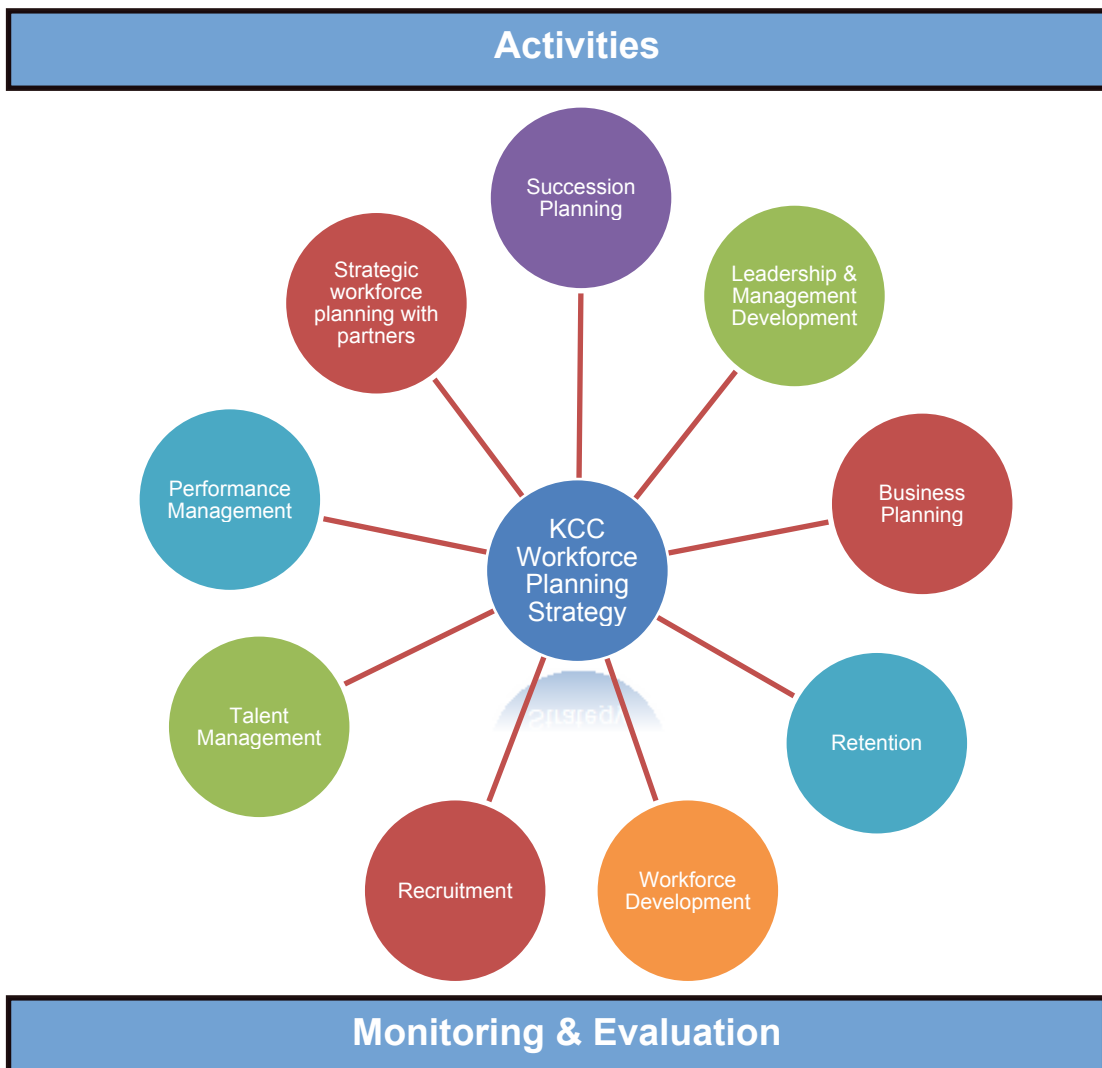 Activities
Succession
Planning
Leadership &
Management
Development
Business
Planning
Retention
Workforce
Development
Recruitment
Talent
Management
Performance
Management
Strategic
workforce
planning with
partners
KCC
Workforce
Planning
Strategy
Strategy
Monitoring & Evaluation